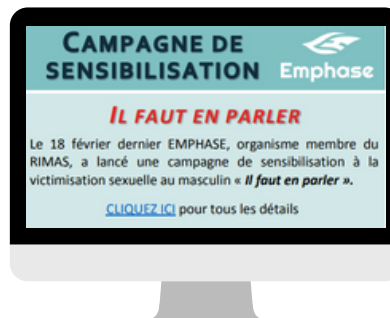 CAMPAGNE DE
SENSIBILISATION
Emphase
IL FAUT EN PARLER
Le 18 février dernier EMPHASE, organisme membre du
RIMAS, a lancé une campagne de sensibilisation à la
victimisation sexuelle au masculin « Il faut en parler ».
CLIQUEZ ICI pour tous les détails